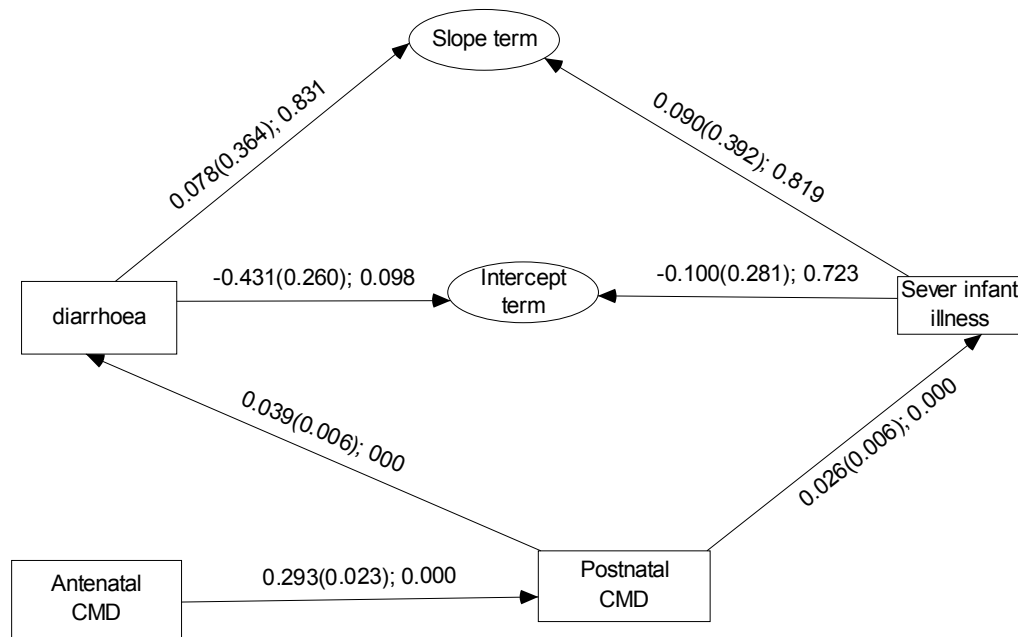 Slope term
0.078(0.364); 0.831
0.090(0.392); 0.819
-0.431(0.260); 0.098
Intercept
term
-0.100(0.281); 0.723
diarrhoea
Sever infant
illness
0.039(0.006); 000
0.026(0.006); 0.000
Antenatal
CMD
0.293(0.023); 0.000
Postnatal
CMD